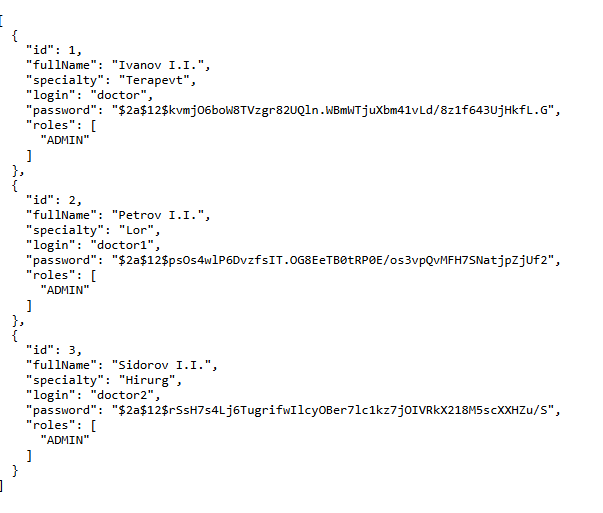 [
  {
    "id": 1,
    "fullName": "Ivanov I.I.",
    "specialty": "Terapevt",
    "login": "doctor",
    "password": "$2a$12$kvmjO6boW8TVzgr82UQln.WBmWTjuXbm41vLd/8z1f643UjHkfL.G",
    "roles": [
      "ADMIN"
    ]
  },
  {
    "id": 2,
    "fullName": "Petrov I.I.",
    "specialty": "Lor",
    "login": "doctor1",
    "password": "$2a$12$psOs4wlP6DvzfsIT.OG8EeTB0tRP0E/os3vpQvMFH7SNatjpZjUf2",
    "roles": [
      "ADMIN"
    ]
  },
  {
    "id": 3,
    "fullName": "Sidorov I.I.",
    "specialty": "Hirurg",
    "login": "doctor2",
    "password": "$2a$12$rSsH7s4Lj6TugrifwIlcyOBer7lc1kz7jOIVRkX218M5scXXHZu/S",
    "roles": [
      "ADMIN"
    ]
  }
]